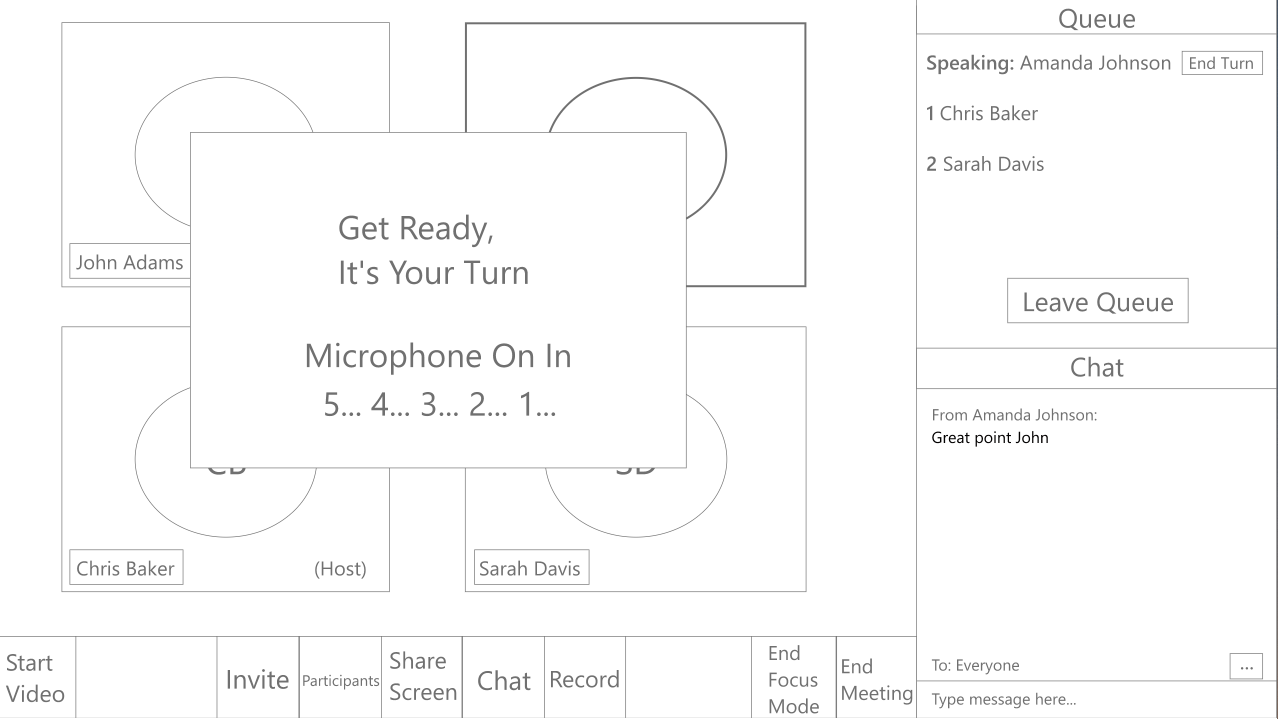 John Adams
Get Ready,
It's Your Turn
Microphone On In
5... 4... 3... 2... 1...
CB
SD
Chris Baker
(Host)
Sarah Davis
Start
Video
Invite
Participants
Share
Screen
Chat
Record
End
Focus
Mode
End
Meeting
Queue
Speaking: Amanda Johnson
End Turn
1 Chris Baker
2 Sarah Davis
Leave Queue
Chat
From Amanda Johnson:
Great point John
To: Everyone
...
Type message here...